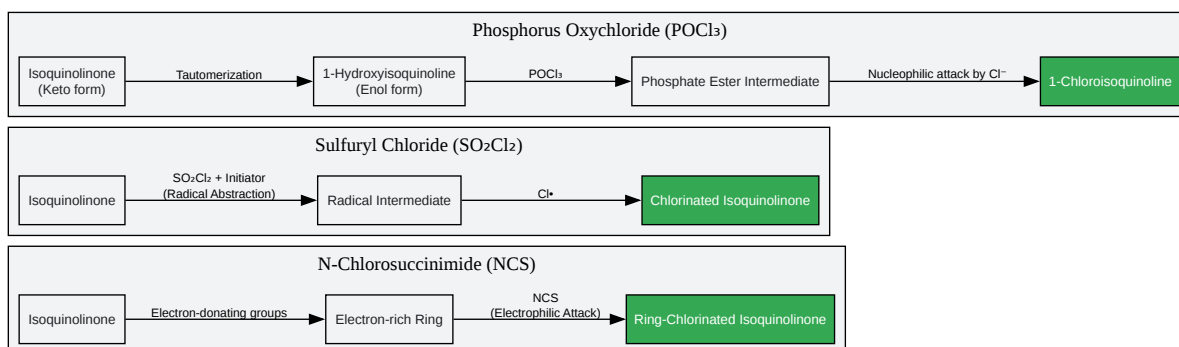 Phosphorus Oxychloride (POCl₃)
Isoquinolinone
(Keto form)
Tautomerization
1-Hydroxyisoquinoline
(Enol form)
POCl₃
Phosphate Ester Intermediate
Nucleophilic attack by Cl⁻
1-Chloroisoquinoline
Sulfuryl Chloride (SO₂Cl₂)
Isoquinolinone
SO₂Cl₂ + Initiator
(Radical Abstraction)
Radical Intermediate
Cl•
Chlorinated Isoquinolinone
N-Chlorosuccinimide (NCS)
Isoquinolinone
Electron-donating groups
Electron-rich Ring
NCS
(Electrophilic Attack)
Ring-Chlorinated Isoquinolinone